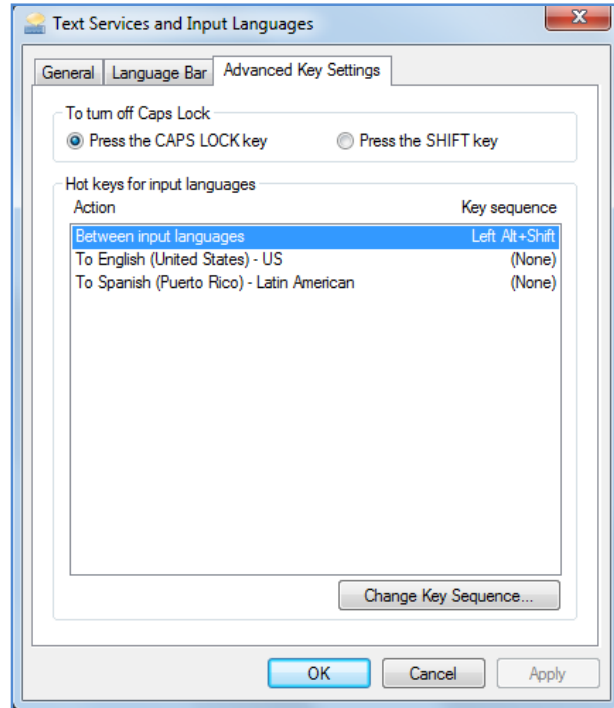 Text Services and Input Languages
General Language Bar Advanced Key Settings
To turn off Caps Lock
Press the CAPS LOCK key Press the SHIFT key
Hot keys for input languages
Action Key sequence
Between input languages Left Alt+Shift
To English (United States) - US (None)
To Spanish (Puerto Rico) - Latin American (None)
Change Key Sequence...
OK Cancel Apply